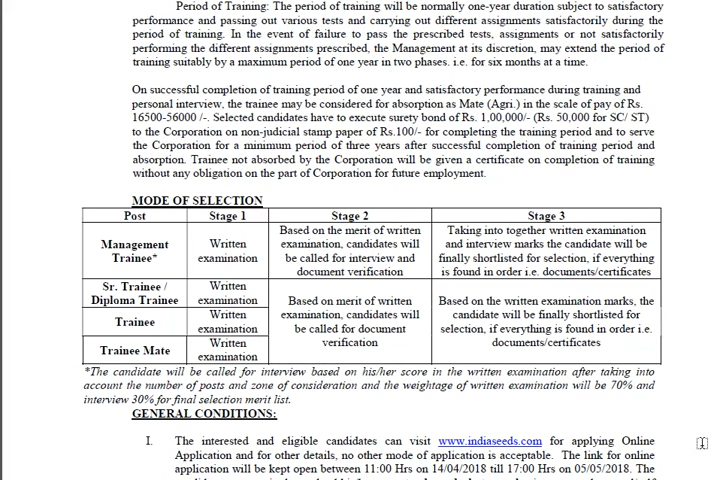 Period of Training: The period of training will be normally one-year duration subject to satisfactory
performance and passing out various tests and carrying out different assignments satisfactorily during the
period of training. In the event of failure to pass the prescribed tests, assignments or not satisfactorily
performing the different assignments prescribed, the Management at its discretion, may extend the period of
training suitably by a maximum period of one year in two phases. i.e. for six months at a time.
On successful completion of training period of one year and satisfactory performance during training and
personal interview, the trainee may be considered for absorption as Mate (Agri.) in the scale of pay of Rs.
16500-56000 /-. Selected candidates have to execute surety bond of Rs. 1,00,000/- (Rs. 50,000 for SC/ ST)
to the Corporation on non-judicial stamp paper of Rs.100/- for completing the training period and to serve
the Corporation for a minimum period of three years after successful completion of training period and
absorption. Trainee not absorbed by the Corporation will be given a certificate on completion of training
without any obligation on the part of Corporation for future employment.
MODE OF SELECTION
Post Stage 1 Stage 2 Stage 3
Management Trainee* Written examination Based on the merit of written examination, candidates will be called for interview and document verification Taking into together written examination and interview marks the candidate will be finally shortlisted for selection, if everything is found in order i.e. documents/certificates
Sr. Trainee / Diploma Trainee Written examination Based on merit of written examination, candidates will be called for document verification Based on the written examination marks, the candidate will be finally shortlisted for selection, if everything is found in order i.e. documents/certificates
Trainee Written examination
Trainee Mate Written examination
*The candidate will be called for interview based on his/her score in the written examination after taking into
account the number of posts and zone of consideration and the weightage of written examination will be 70% and
interview 30% for final selection merit list.
GENERAL CONDITIONS:
I. The interested and eligible candidates can visit www.indiaseeds.com for applying Online
Application and for other details, no other mode of application is acceptable. The link for online
application will be kept open between 11:00 Hrs on 14/04/2018 till 17:00 Hrs on 05/05/2018. The